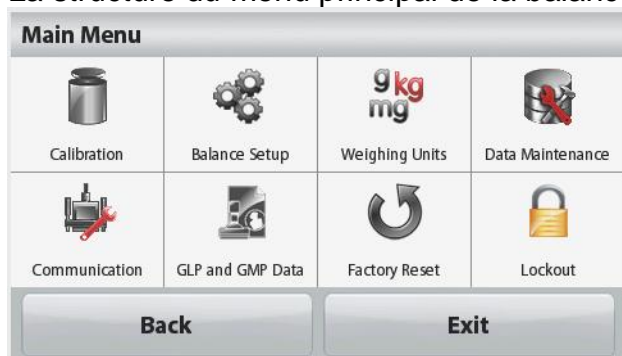 Main Menu
g kg
mg
Calibration
Balance Setup
Weighing Units
Data Maintenance
Communication
GLP and GMP Data
Factory Reset
Lockout
Back
Exit